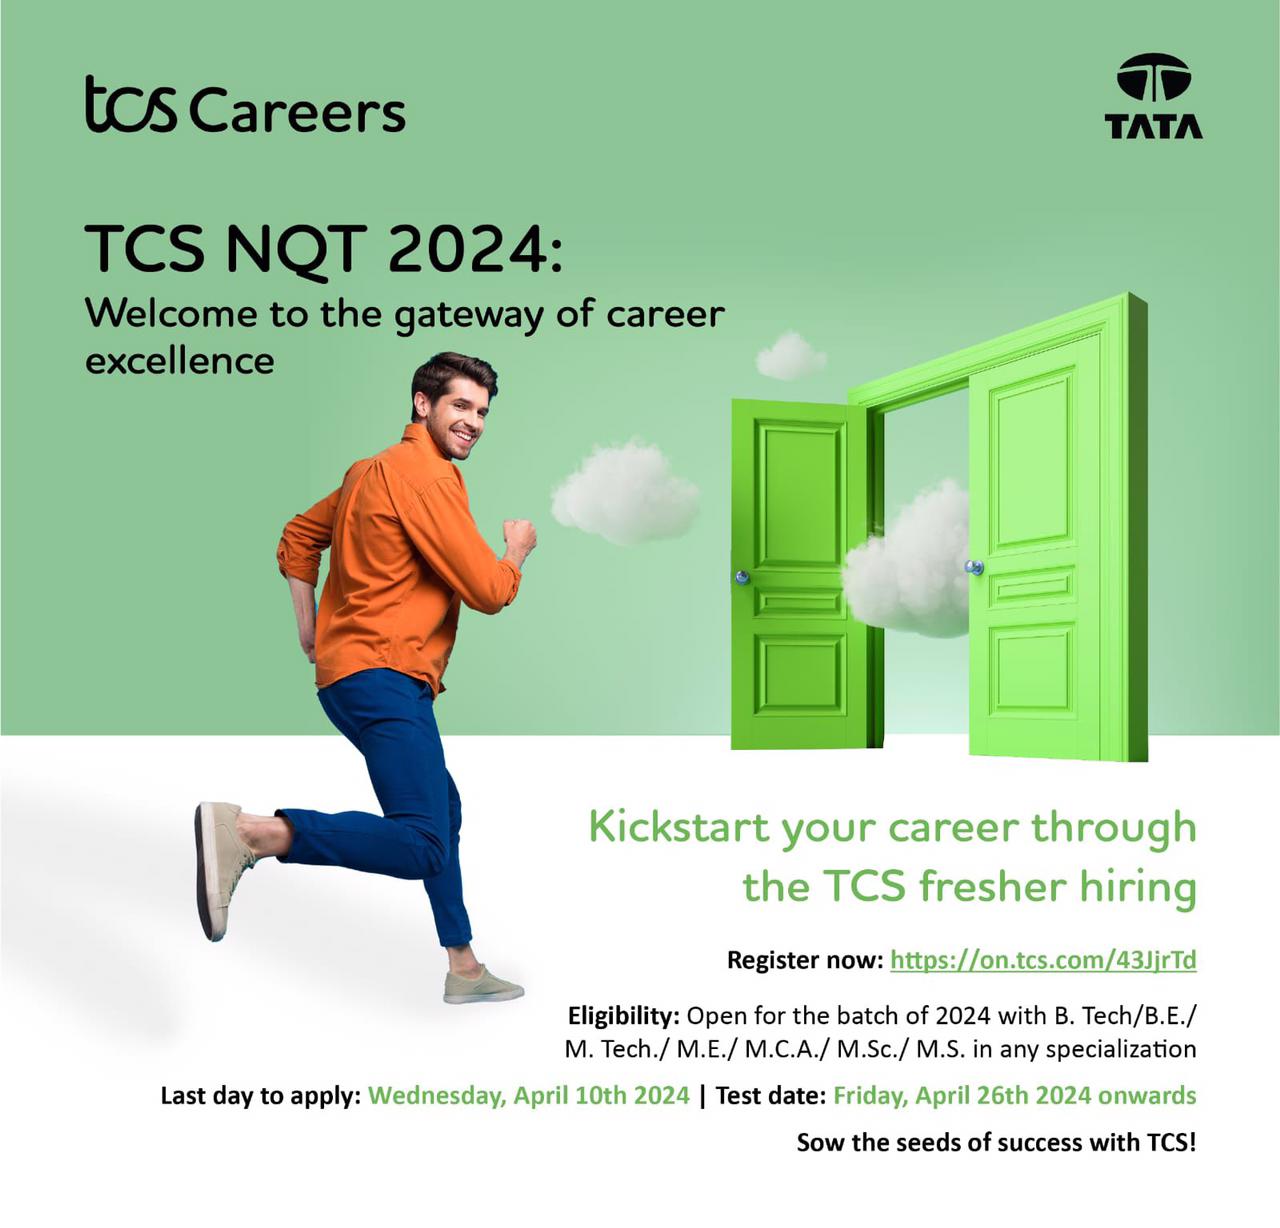 tcs Careers
TATA
TCS NQT 2024:
Welcome to the gateway of career
excellence
Kickstart your career through
the TCS fresher hiring
Register now: https://on.tcs.com/43JjrTd
Eligibility: Open for the batch of 2024 with B. Tech/B.E./
M. Tech./ M.E./ M.C.A./ M.Sc./ M.S. in any specialization
Last day to apply: Wednesday, April 10th 2024 | Test date: Friday, April 26th 2024 onwards
Sow the seeds of success with TCS!